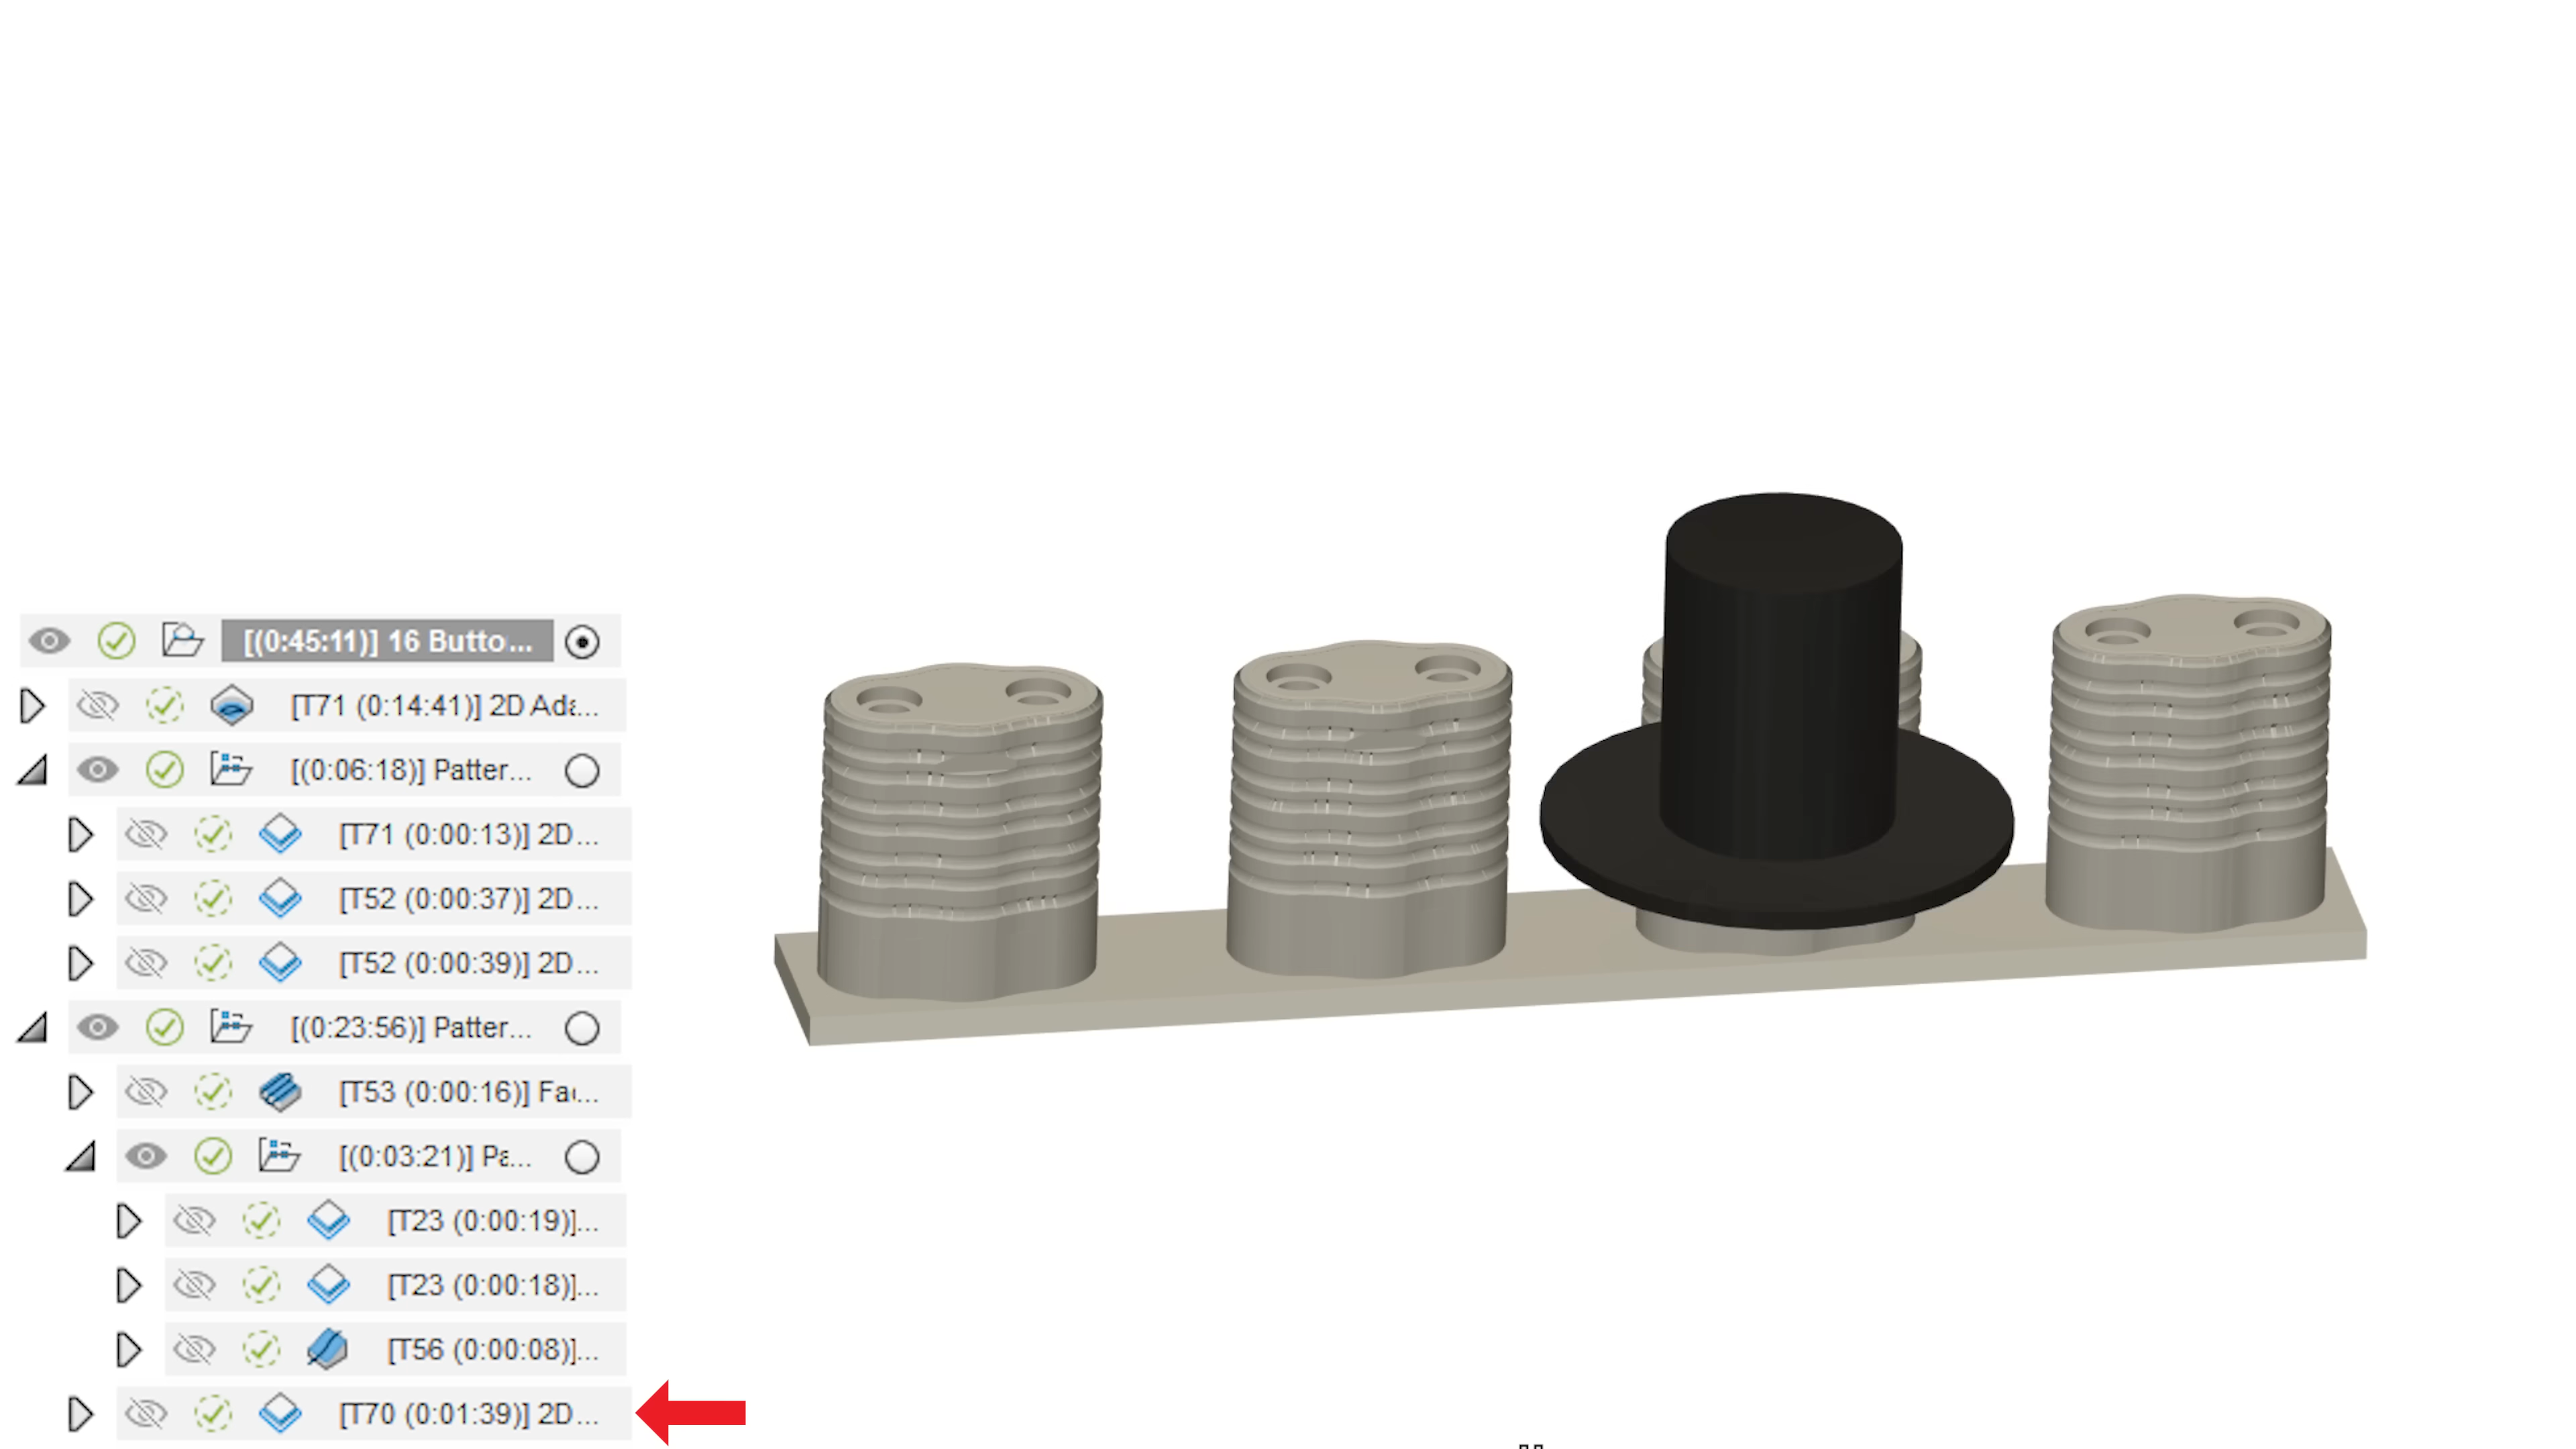 [(0:45:11)] 16 Butto...
[T71 (0:14:41)] 2D Ada...
[(0:06:18)] Patter...
[T71 (0:00:13)] 2D...
[T52 (0:00:37)] 2D...
[T52 (0:00:39)] 2D...
[(0:23:56)] Patter...
[T53 (0:00:16)] Fac...
[(0:03:21)] Pa...
[T23 (0:00:19)]...
[T23 (0:00:18)]...
[T56 (0:00:08)]...
[T70 (0:01:39)] 2D...